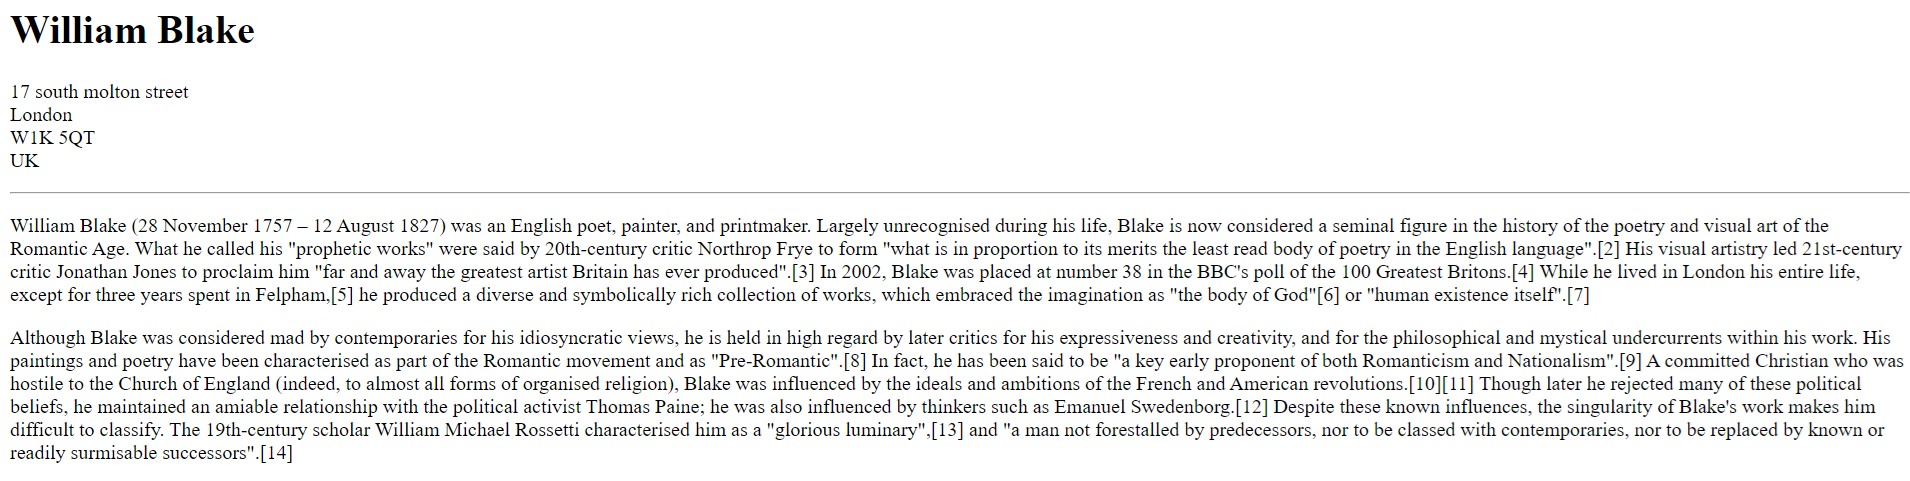 William Blake
17 south molton street
London
W1K 5QT
UK
William Blake (28 November 1757 – 12 August 1827) was an English poet, painter, and printmaker. Largely unrecognised during his life, Blake is now considered a seminal figure in the history of the poetry and visual art of the
Romantic Age. What he called his "prophetic works" were said by 20th-century critic Northrop Frye to form "what is in proportion to its merits the least read body of poetry in the English language".[2] His visual artistry led 21st-century
critic Jonathan Jones to proclaim him "far and away the greatest artist Britain has ever produced".[3] In 2002, Blake was placed at number 38 in the BBC's poll of the 100 Greatest Britons.[4] While he lived in London his entire life,
except for three years spent in Felpham,[5] he produced a diverse and symbolically rich collection of works, which embraced the imagination as "the body of God"[6] or "human existence itself".[7]
Although Blake was considered mad by contemporaries for his idiosyncratic views, he is held in high regard by later critics for his expressiveness and creativity, and for the philosophical and mystical undercurrents within his work. His
paintings and poetry have been characterised as part of the Romantic movement and as "Pre-Romantic".[8] In fact, he has been said to be "a key early proponent of both Romanticism and Nationalism".[9] A committed Christian who was
hostile to the Church of England (indeed, to almost all forms of organised religion), Blake was influenced by the ideals and ambitions of the French and American revolutions.[10][11] Though later he rejected many of these political
beliefs, he maintained an amiable relationship with the political activist Thomas Paine; he was also influenced by thinkers such as Emanuel Swedenborg.[12] Despite these known influences, the singularity of Blake's work makes him
difficult to classify. The 19th-century scholar William Michael Rossetti characterised him as a "glorious luminary",[13] and "a man not forestalled by predecessors, nor to be classed with contemporaries, nor to be replaced by known or
readily surmisable successors".[14]